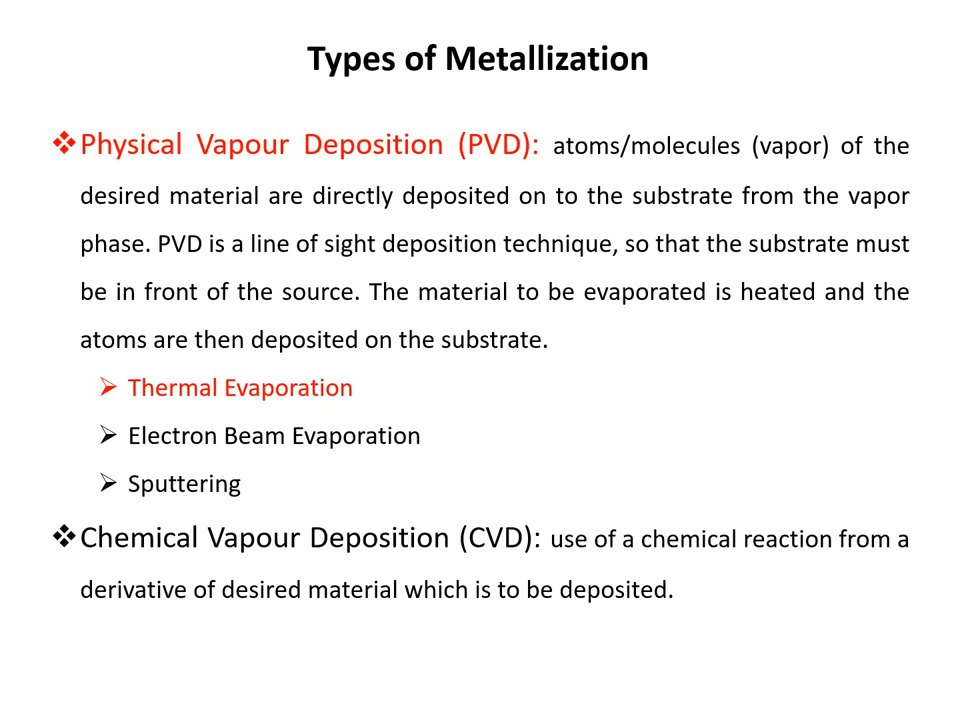 Types of Metallization
❖Physical Vapour Deposition (PVD): atoms/molecules (vapor) of the
desired material are directly deposited on to the substrate from the vapor
phase. PVD is a line of sight deposition technique, so that the substrate must
be in front of the source. The material to be evaporated is heated and the
atoms are then deposited on the substrate.
➢ Thermal Evaporation
➢ Electron Beam Evaporation
➢ Sputtering
❖Chemical Vapour Deposition (CVD): use of a chemical reaction from a
derivative of desired material which is to be deposited.